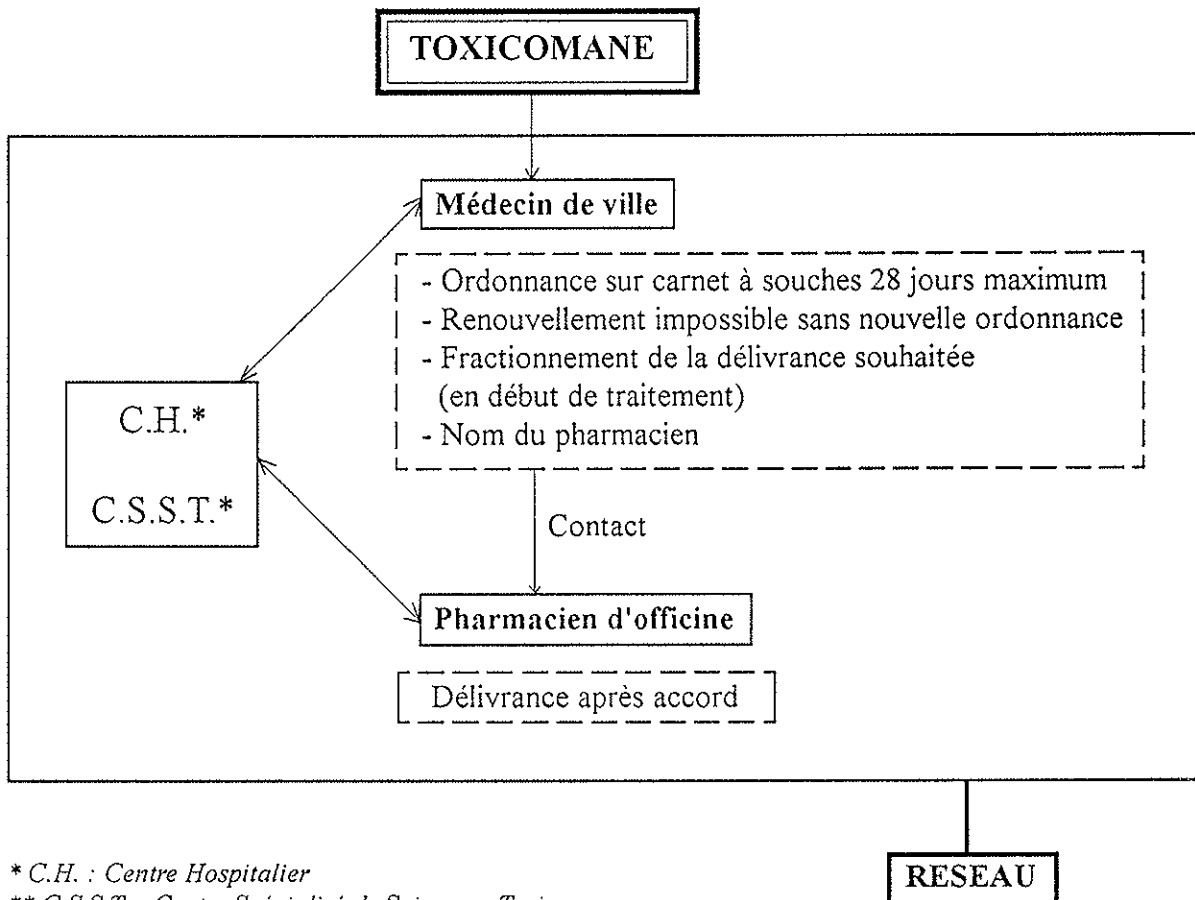 TOXICOMANE
Médecin de ville
- Ordonnance sur carnet à souches 28 jours maximum
- Renouvellement impossible sans nouvelle ordonnance
- Fractionnement de la délivrance souhaitée
(en début de traitement)
- Nom du pharmacien
C.H.*
C.S.S.T.*
Contact
Pharmacien d'officine
Délivrance après accord
* C.H. : Centre Hospitalier
** C.S.S.T. : Centre
RESEAU